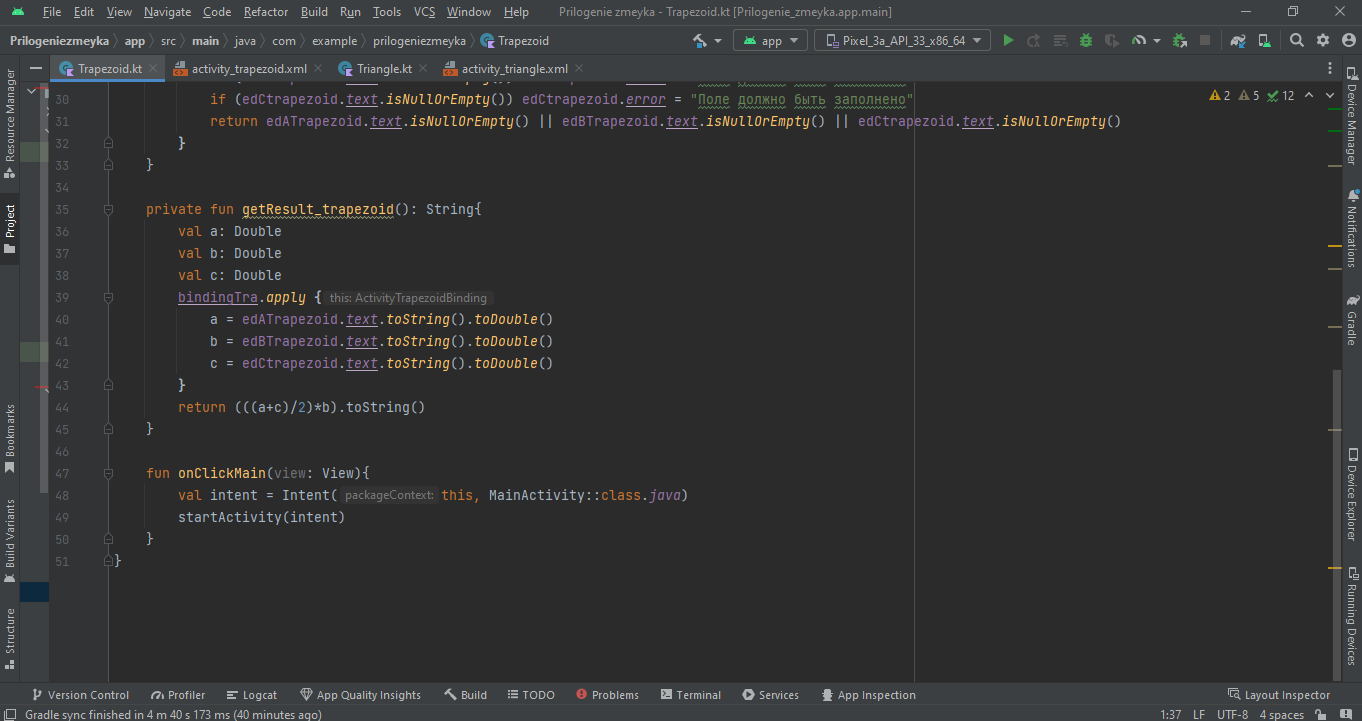 File Edit View Navigate Code Refactor Build Run Tools VCS Window Help Prilogenie zmeyka - Trapezoid.kt [Prilogenie_zmeyka.app.main]
Prilogeniezmeyka app src main java com example prilogeniezmeyka Trapezoid app Pixel_3a_API_33_x86_64
Trapezoid.kt activity_trapezoid.xml Triangle.kt activity_triangle.xml
2 5 12
30 if (edCtrapezoid.text.isNullOrEmpty()) edCtrapezoid.error = "Поле должно быть заполнено"
31 return edATrapezoid.text.isNullOrEmpty() || edBTrapezoid.text.isNullOrEmpty() || edCtrapezoid.text.isNullOrEmpty()
32 }
33 }
34
35 private fun getResult_trapezoid(): String{
36 val a: Double
37 val b: Double
38 val c: Double
39 bindingTra.apply { this: ActivityTrapezoidBinding
40 a = edATrapezoid.text.toString().toDouble()
41 b = edBTrapezoid.text.toString().toDouble()
42 c = edCtrapezoid.text.toString().toDouble()
43 }
44 return (((a+c)/2)*b).toString()
45 }
46
47 fun onClickMain(view: View){
48 val intent = Intent( packageContext: this, MainActivity::class.java)
49 startActivity(intent)
50 }
51 }
Resource Manager
Project
Bookmarks
Build Variants
Structure
Device Manager
Notifications
Gradle
Device Explorer
Running Devices
Version Control Profiler Logcat App Quality Insights Build TODO Problems Terminal Services App Inspection Layout Inspector
Gradle sync finished in 4 m 40 s 173 ms (40 minutes ago) 1:37 LF UTF-8 4 spaces